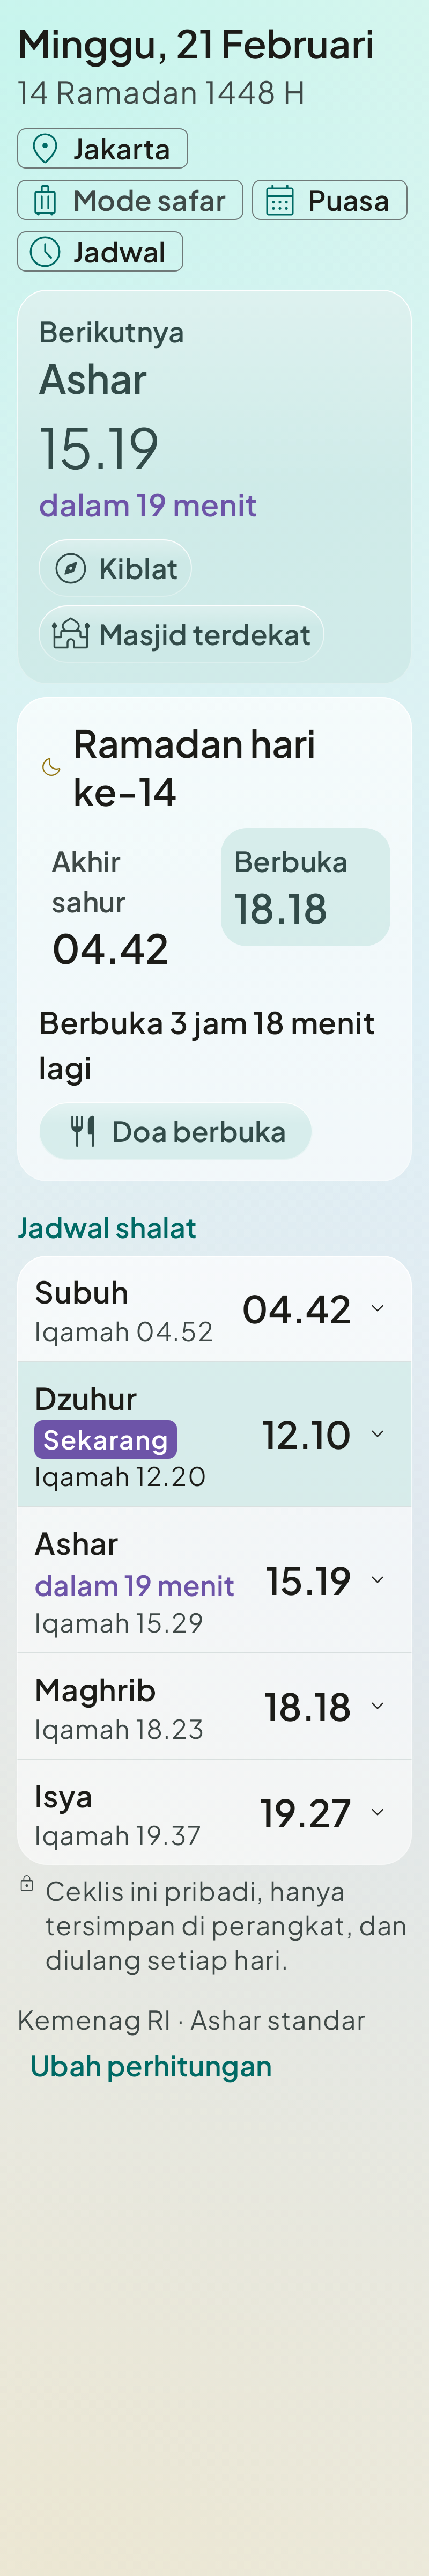 Minggu, 21 Februari
14 Ramadan 1448 H
Jakarta
Mode safar
Puasa
Jadwal
Berikutnya
Ashar
15.19
dalam 19 menit
Kiblat
Masjid terdekat
Ramadan hari
ke-14
Akhir
sahur
04.42
Berbuka
18.18
Berbuka 3 jam 18 menit
lagi
Doa berbuka
Jadwal shalat
Subuh
Iqamah 04.52
04.42
Dzuhur
Sekarang
Iqamah 12.20
12.10
Ashar
dalam 19 menit
Iqamah 15.29
15.19
Maghrib
Iqamah 18.23
18.18
Isya
Iqamah 19.37
19.27
Ceklis ini pribadi, hanya
tersimpan di perangkat, dan
diulang setiap hari.
Kemenag RI · Ashar standar
Ubah perhitungan